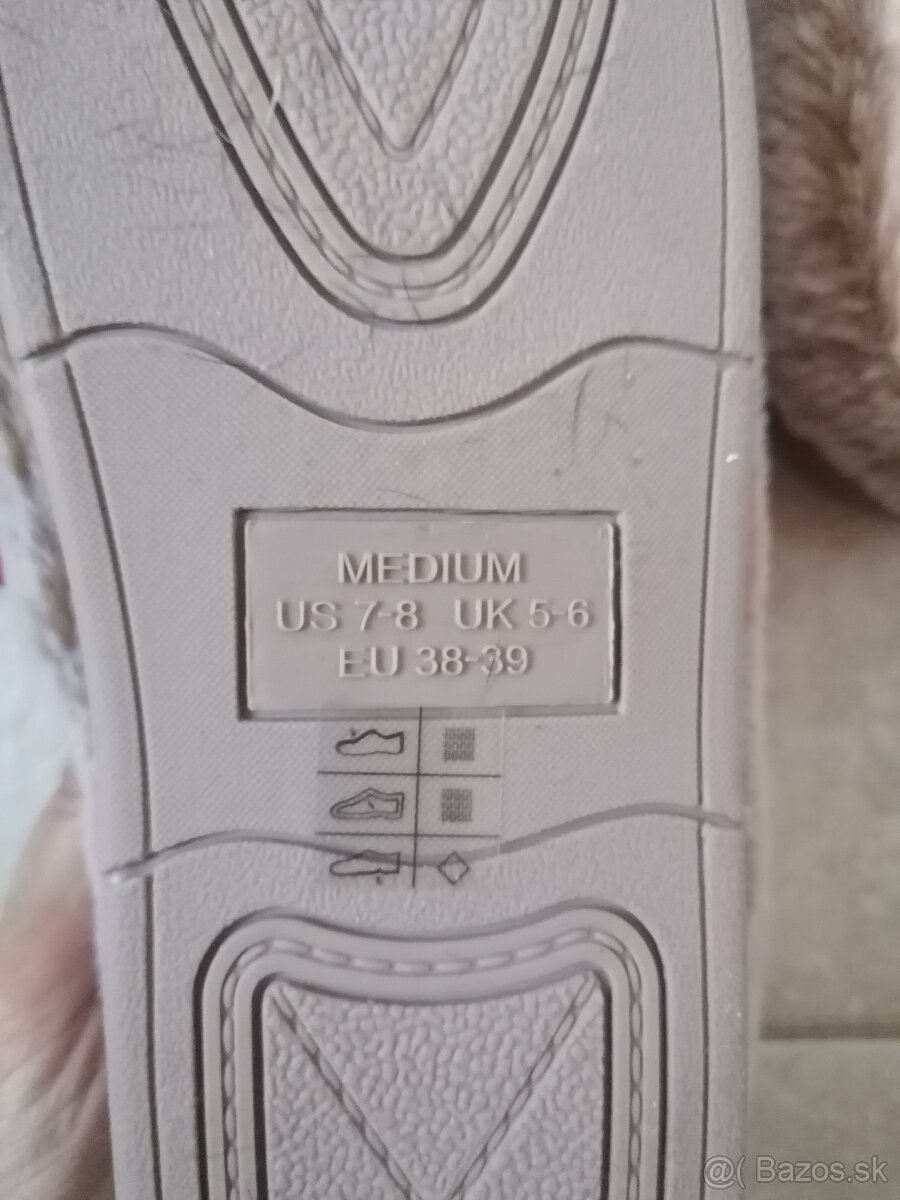 MEDIUM
US 7-8 UK 5-6
EU 38-39
@( Bazos.sk